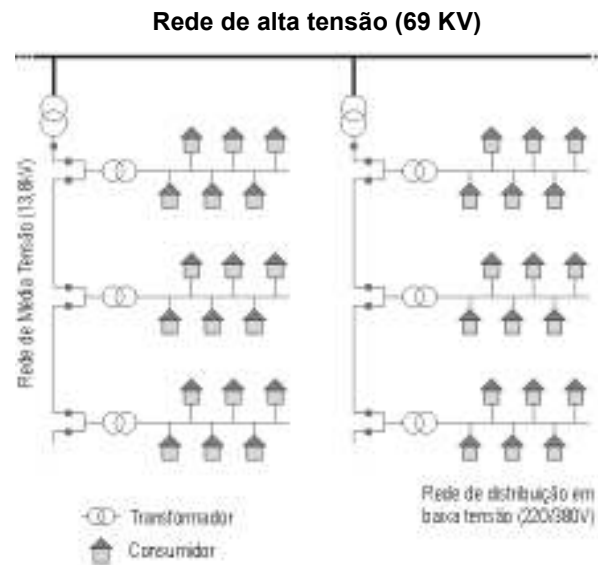 Rede de alta tensão (69 KV)
Rede de Média Tensão (13,8kV)
Rede de distribuição em
baixa tensão (220/380V)
Transformador
Consumidor